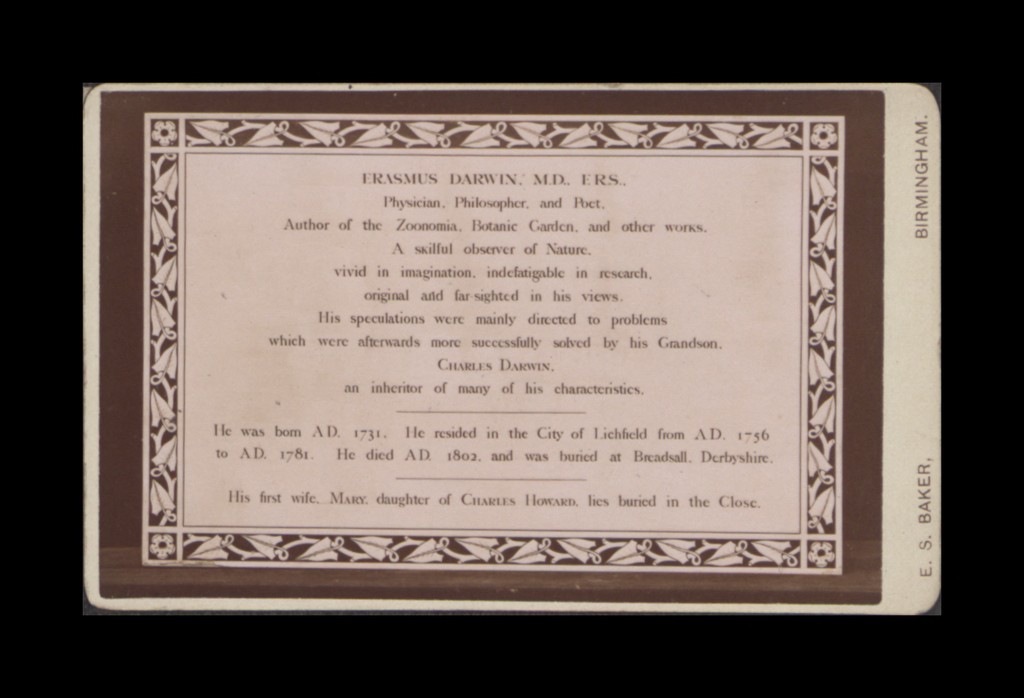 ERASMUS DARWIN, M.D., F.R.S.,
Physician, Philosopher, and Poet,
Author of the Zoonomia, Botanic Garden, and other works.
A skilful observer of Nature,
vivid in imagination, indefatigable in research,
original and far-sighted in his views.
His speculations were mainly directed to problems
which were afterwards more successfully solved by his Grandson,
CHARLES DARWIN,
an inheritor of many of his characteristics.
He was born A.D. 1731. He resided in the City of Lichfield from A.D. 1756
to A.D. 1781. He died A.D. 1802, and was buried at Breadsall, Derbyshire.
His first wife, MARY, daughter of CHARLES HOWARD, lies buried in the Close.
E. S. BAKER, BIRMINGHAM.